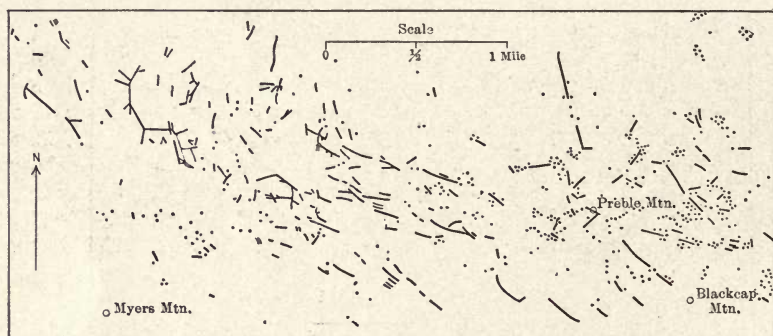 Scale
0 ½ 1 Mile
N
Preble Mtn.
Myers Mtn.
Blackcap
Mtn.